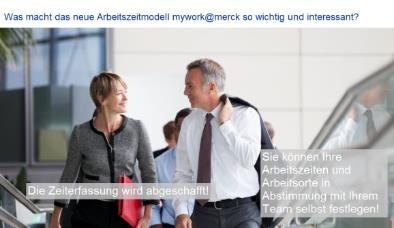 Was macht das neue Arbeitszeitmodell mywork@merck so wichtig und interessant?
Die Zeiterfassung wird abgeschafft!
Sie können Ihre
Arbeitszeiten und
Arbeitsorte in
Abstimmung mit Ihrem
Team selbst festlegen!